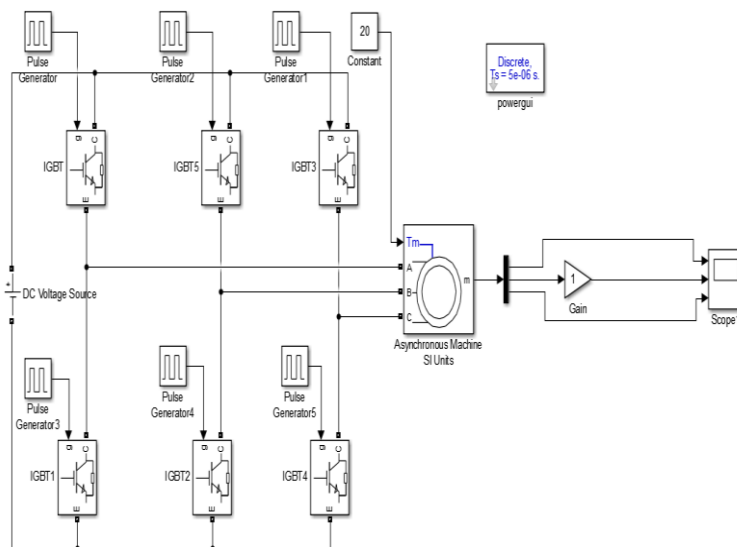 20
Pulse
Generator
Pulse
Generator2
Pulse
Generator1
Constant
Discrete,
Ts = 5e-06 s.
powergui
g
C
IGBT
E
g
C
IGBT5
E
g
C
IGBT3
E
Tm
A
B
C
m
+
DC Voltage Source
1
Gain
Scope1
Asynchronous Machine
SI Units
Pulse
Generator3
Pulse
Generator4
Pulse
Generator5
g
C
IGBT1
E
g
C
IGBT2
E
g
C
IGBT4
E